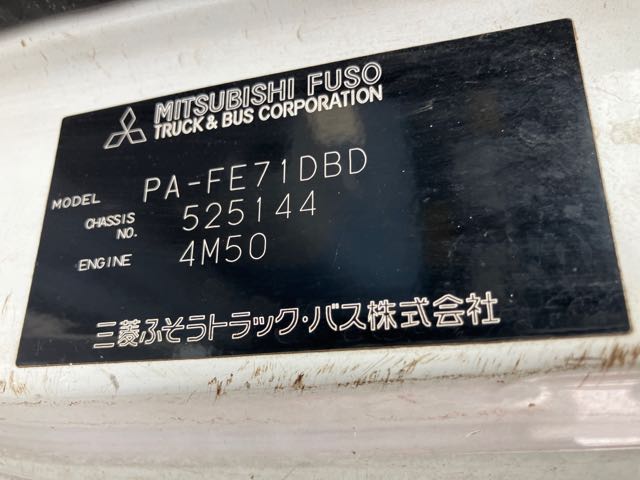 MITSUBISHI FUSO
TRUCK & BUS CORPORATION
MODEL PA-FE71DBD
CHASSIS NO. 525144
ENGINE 4M50
三菱ふそうトラック・バス株式会社